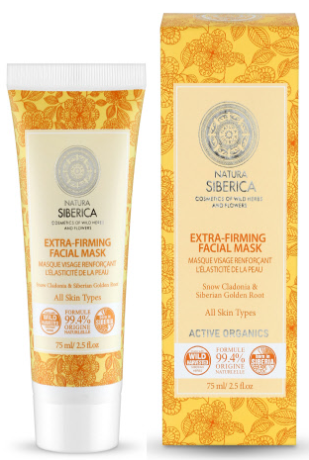 NATURA
SIBERICA
COSMETICS OF WILD HERBS
AND FLOWERS
EXTRA-FIRMING
FACIAL MASK
MASQUE VISAGE RENFORÇANT
L'ÉLASTICITÉ DE LA PEAU
Snow Cladonia &
Siberian Golden Root
All Skin Types
FORMULE
99.4%
ORIGINE
NATURELLE
75 ml/ 2.5 fl.oz
NATURA
SIBERICA
COSMETICS OF WILD HERBS
AND FLOWERS
EXTRA-FIRMING
FACIAL MASK
MASQUE VISAGE RENFORÇANT
L'ÉLASTICITÉ DE LA PEAU
Snow Cladonia &
Siberian Golden Root
All Skin Types
ACTIVE ORGANICS
WILD
HARVESTED
FORMULE
99.4%
ORIGINE
NATURELLE
MADE IN
SIBERIA
75 ml/ 2.5 fl.oz